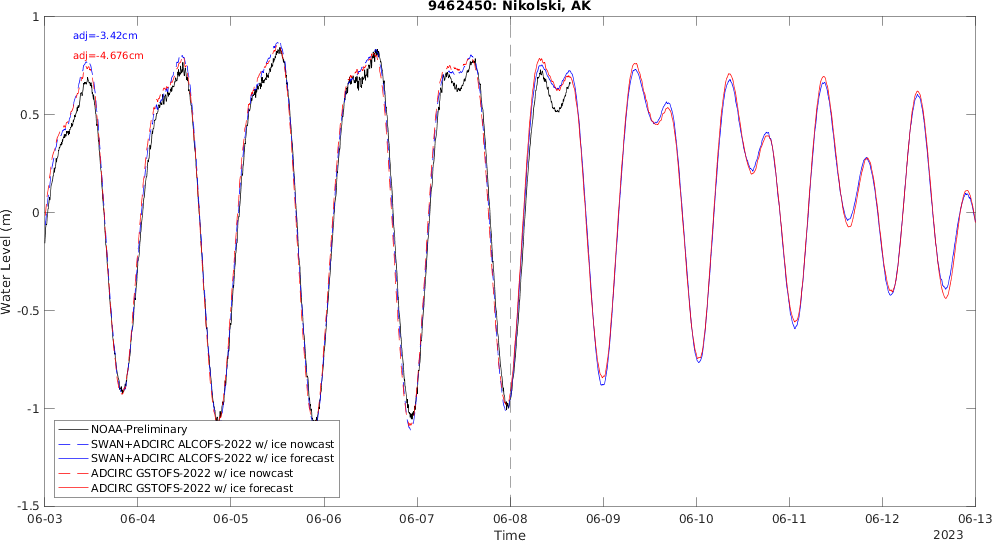 9462450: Nikolski, AK
adj=-3.42cm
adj=-4.676cm
Water Level (m)
1
0.5
0
-0.5
-1
-1.5
NOAA-Preliminary
SWAN+ADCIRC ALCOFS-2022 w/ ice nowcast
SWAN+ADCIRC ALCOFS-2022 w/ ice forecast
ADCIRC GSTOFS-2022 w/ ice nowcast
ADCIRC GSTOFS-2022 w/ ice forecast
06-03 06-04 06-05 06-06 06-07 06-08 06-09 06-10 06-11 06-12 06-13
Time
2023